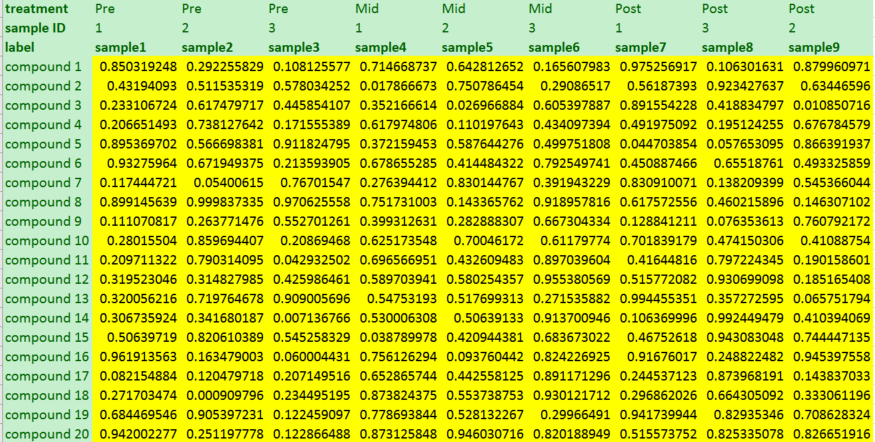 treatment Pre Pre Pre Mid Mid Mid Post Post Post
sample ID 1 2 3 1 2 3 1 3 2
label sample1 sample2 sample3 sample4 sample5 sample6 sample7 sample8 sample9
compound 1 0.850319248 0.292255829 0.108125577 0.714668737 0.642812652 0.165607983 0.975256917 0.106301631 0.879960971
compound 2 0.43194093 0.511535319 0.578034252 0.017866673 0.750786454 0.29086517 0.56187393 0.923427637 0.63446596
compound 3 0.233106724 0.617479717 0.445854107 0.352166614 0.026966884 0.605397887 0.891554228 0.418834797 0.010850716
compound 4 0.206651493 0.738127642 0.171555389 0.617974806 0.110197643 0.434097394 0.491975092 0.195124255 0.676784579
compound 5 0.895369702 0.566698381 0.911824795 0.372159453 0.587644276 0.499751808 0.044703854 0.057653095 0.866391937
compound 6 0.93275964 0.671949375 0.213593905 0.678655285 0.414484322 0.792549741 0.450887466 0.65518761 0.493325859
compound 7 0.117444721 0.05400615 0.76701547 0.276394412 0.830144767 0.391943229 0.830910071 0.138209399 0.545366044
compound 8 0.899145639 0.999837335 0.970625558 0.751731003 0.143365762 0.918957816 0.617572556 0.460215896 0.146307102
compound 9 0.111070817 0.263771476 0.552701261 0.399312631 0.282888307 0.667304334 0.128841211 0.076353613 0.760792172
compound 10 0.28015504 0.859694407 0.20869468 0.625173548 0.70046172 0.61179774 0.701839179 0.474150306 0.41088754
compound 11 0.209711322 0.790314095 0.042932502 0.696566951 0.432609483 0.897039604 0.41644816 0.797224345 0.190158601
compound 12 0.319523046 0.314827985 0.425986461 0.589703941 0.580254357 0.955380569 0.515772082 0.930699098 0.185165408
compound 13 0.320056216 0.719764678 0.909005696 0.54753193 0.517699313 0.271535882 0.994455351 0.357272595 0.065751794
compound 14 0.306735924 0.341680187 0.007136766 0.530006308 0.50639133 0.913700946 0.106369996 0.992449479 0.410394069
compound 15 0.50639719 0.820610389 0.545258329 0.038789978 0.420944381 0.683673022 0.46752618 0.943083048 0.744447135
compound 16 0.961913563 0.163479003 0.060004431 0.756126294 0.093760442 0.824226925 0.91676017 0.248822482 0.945397558
compound 17 0.082154884 0.120479718 0.207149516 0.652865744 0.442558125 0.891171296 0.244537123 0.873968191 0.143837033
compound 18 0.271703474 0.000909796 0.234495195 0.873824375 0.553738753 0.930121712 0.296862026 0.664305092 0.333061196
compound 19 0.684469546 0.905397231 0.122459097 0.778693844 0.528132267 0.29966491 0.941739944 0.82935346 0.708628324
compound 20 0.942002277 0.251197778 0.122866488 0.873125848 0.946030716 0.820188949 0.515573752 0.825335078 0.826651916